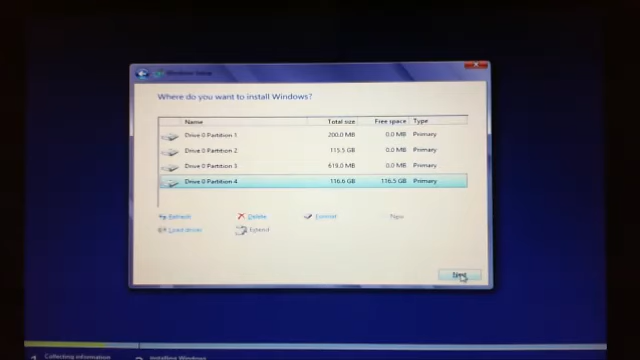 Windows Setup
Where do you want to install Windows?
Name Total size Free space Type
Drive 0 Partition 1 200.0 MB 0.0 MB Primary
Drive 0 Partition 2 115.5 GB 0.0 MB Primary
Drive 0 Partition 3 619.0 MB 0.0 MB Primary
Drive 0 Partition 4 116.6 GB 116.5 GB Primary
Refresh Delete Format New
Load driver Extend
Next
1 Collecting information 2 Installing Windows